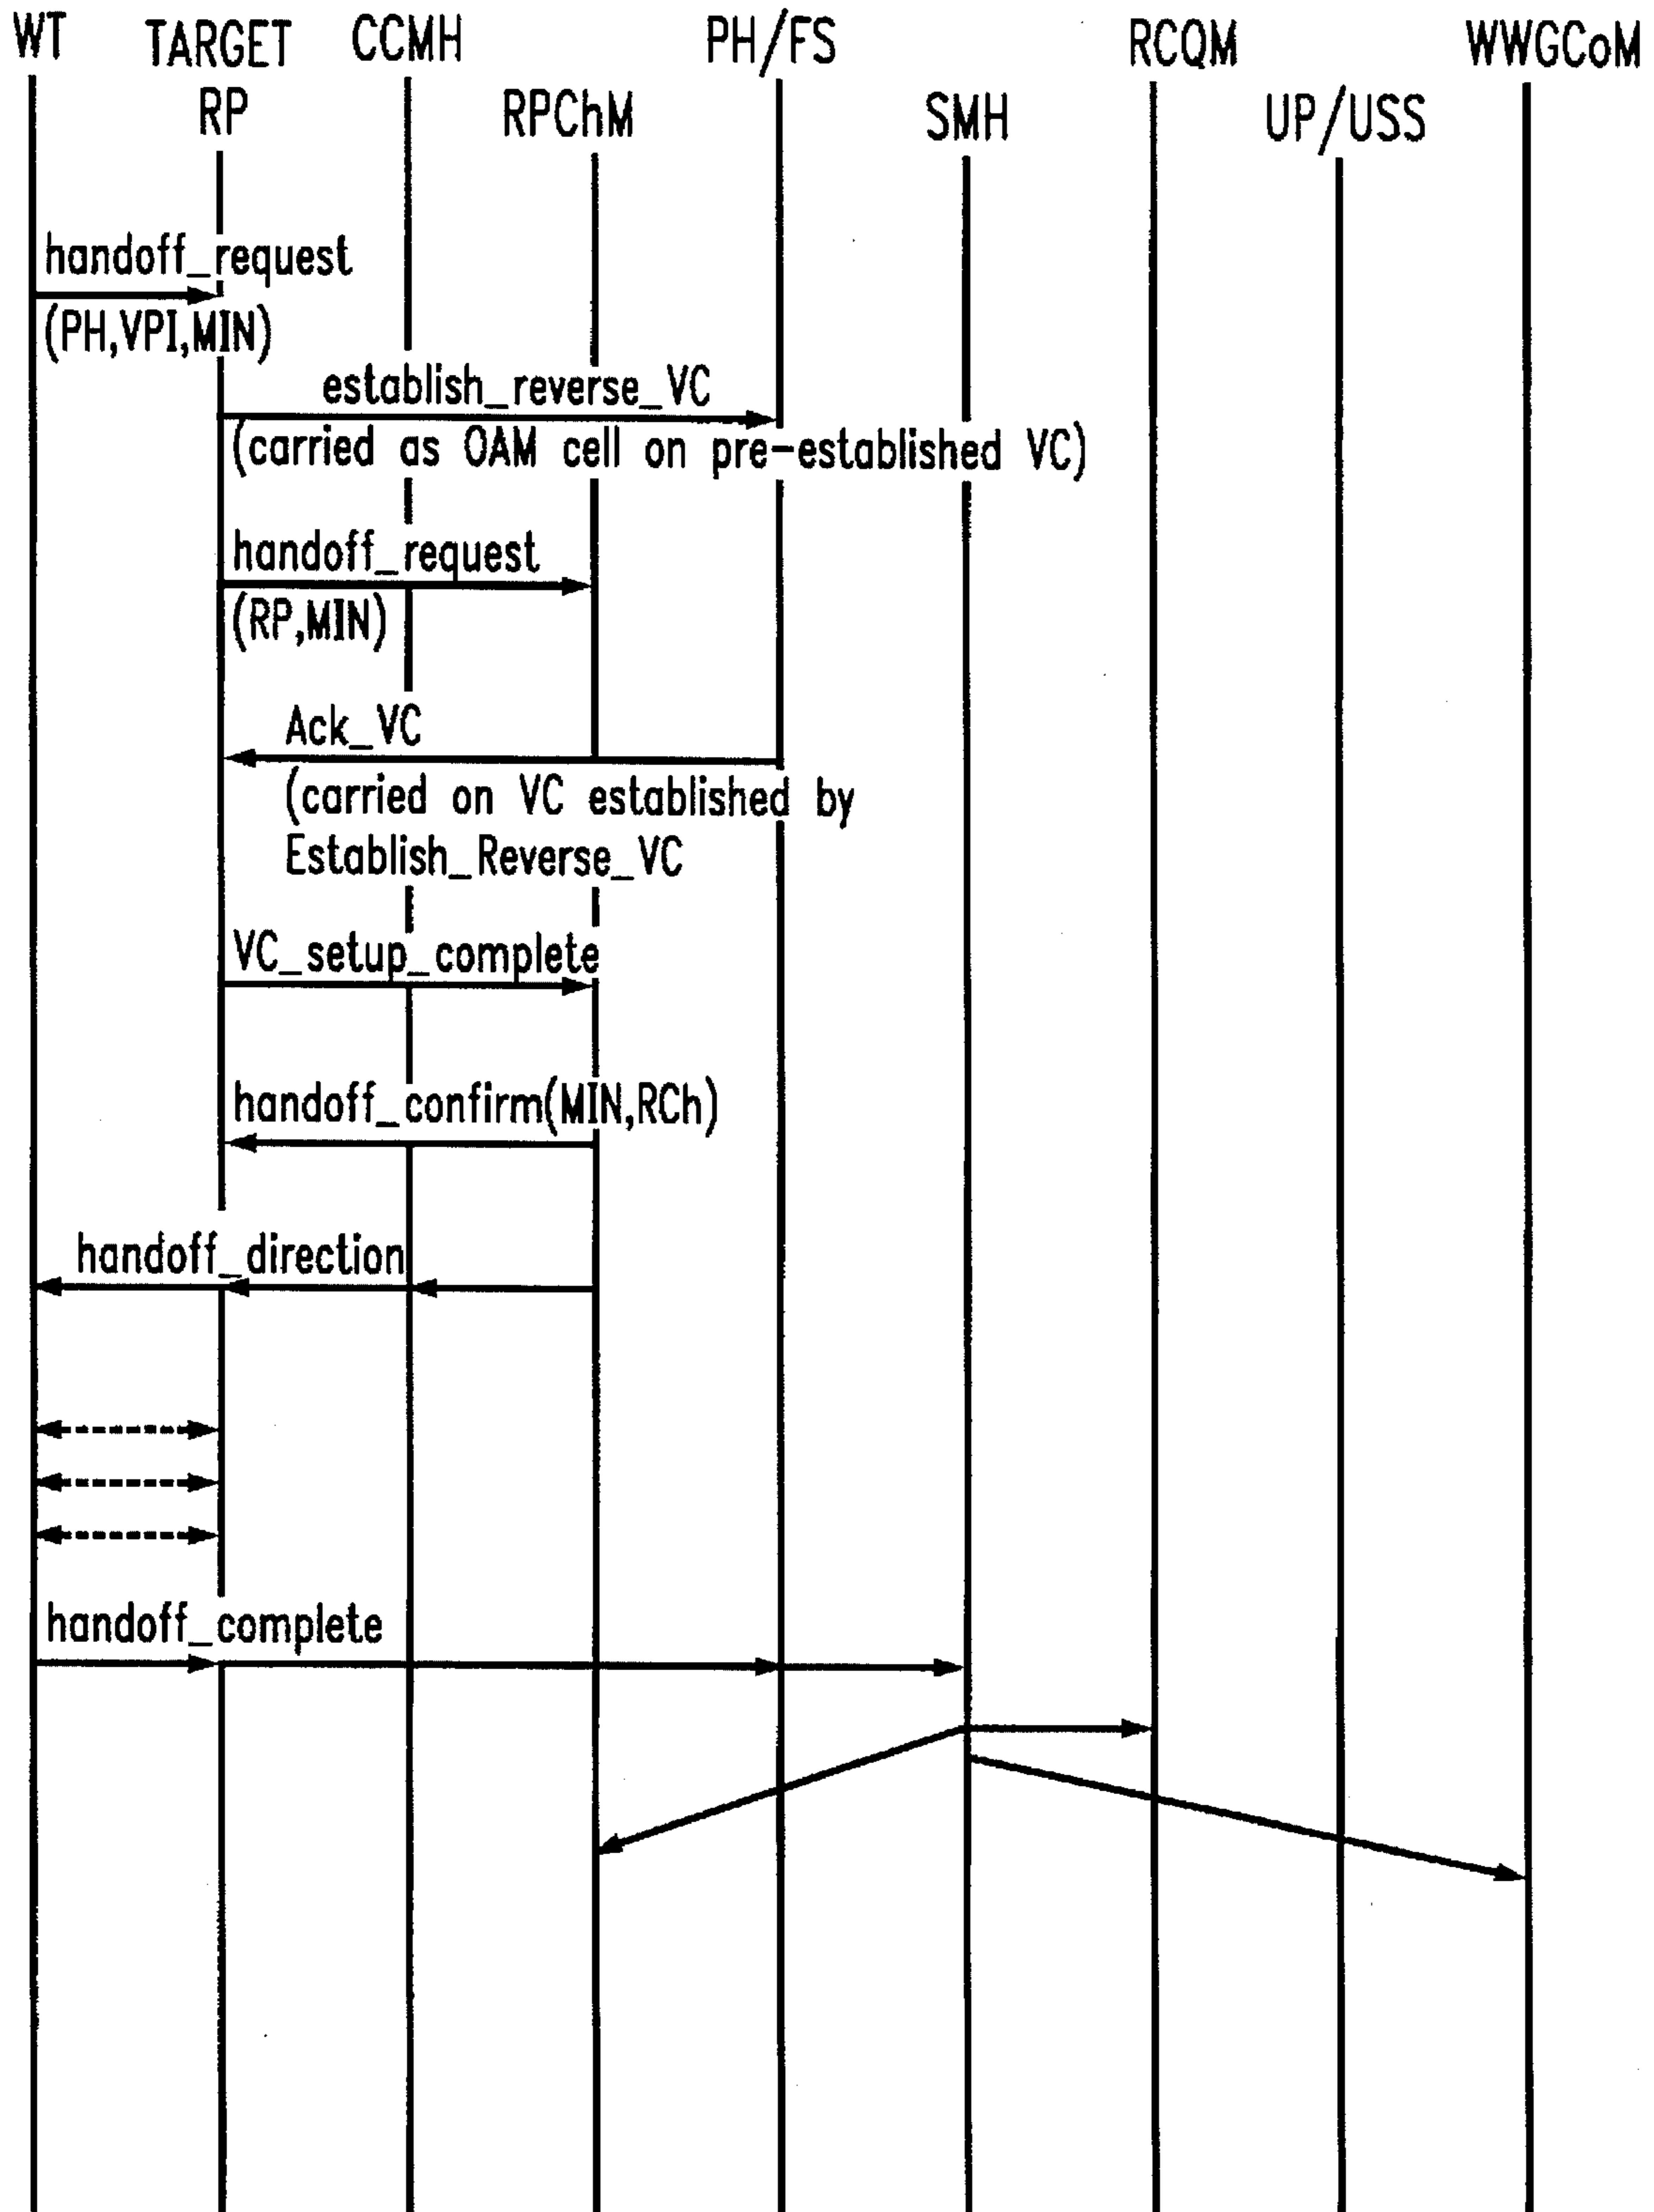 WT
TARGET
RP
CCMH
RPChM
PH/FS
SMH
RCQM
UP/USS
WWGCoM
handoff_request
(PH,VPI,MIN)
establish_reverse_VC
(carried as OAM cell on pre-established VC)
handoff_request
(RP,MIN)
Ack_VC
(carried on VC established by
Establish_Reverse_VC
VC_setup_complete
handoff_confirm(MIN,RCh)
handoff_direction
handoff_complete